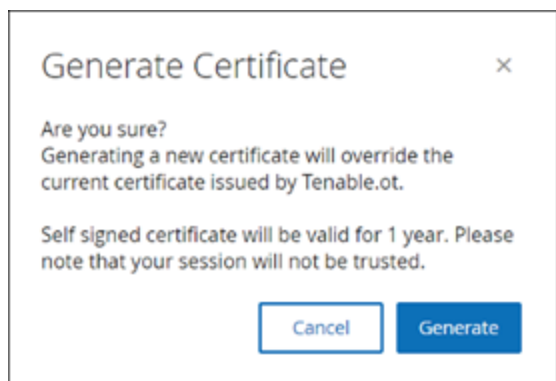 Generate Certificate ×
Are you sure?
Generating a new certificate will override the
current certificate issued by Tenable.ot.
Self signed certificate will be valid for 1 year. Please
note that your session will not be trusted.
Cancel Generate